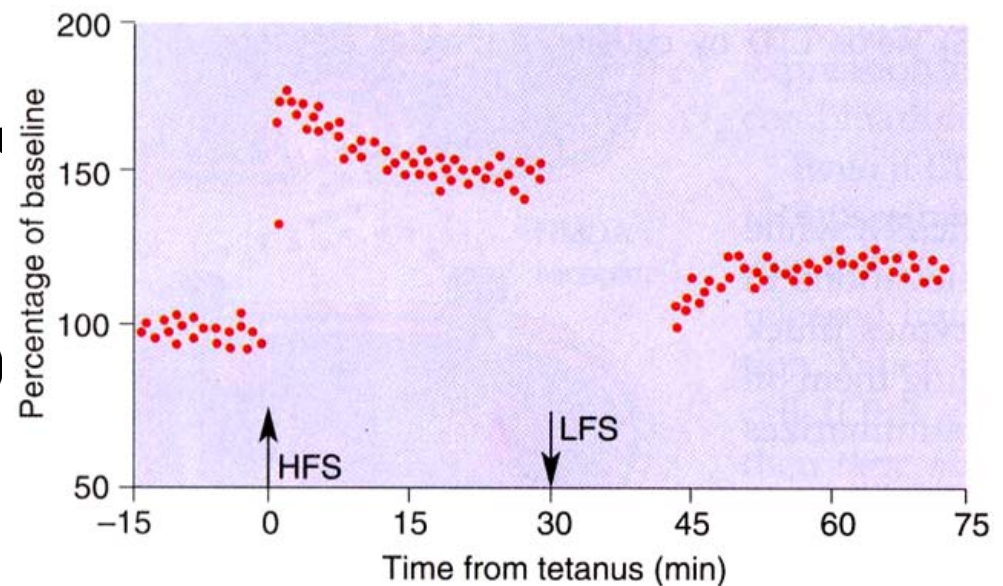 200
150
100
50
Percentage of baseline
HFS
LFS
–15 0 15 30 45 60 75
Time from tetanus (min)